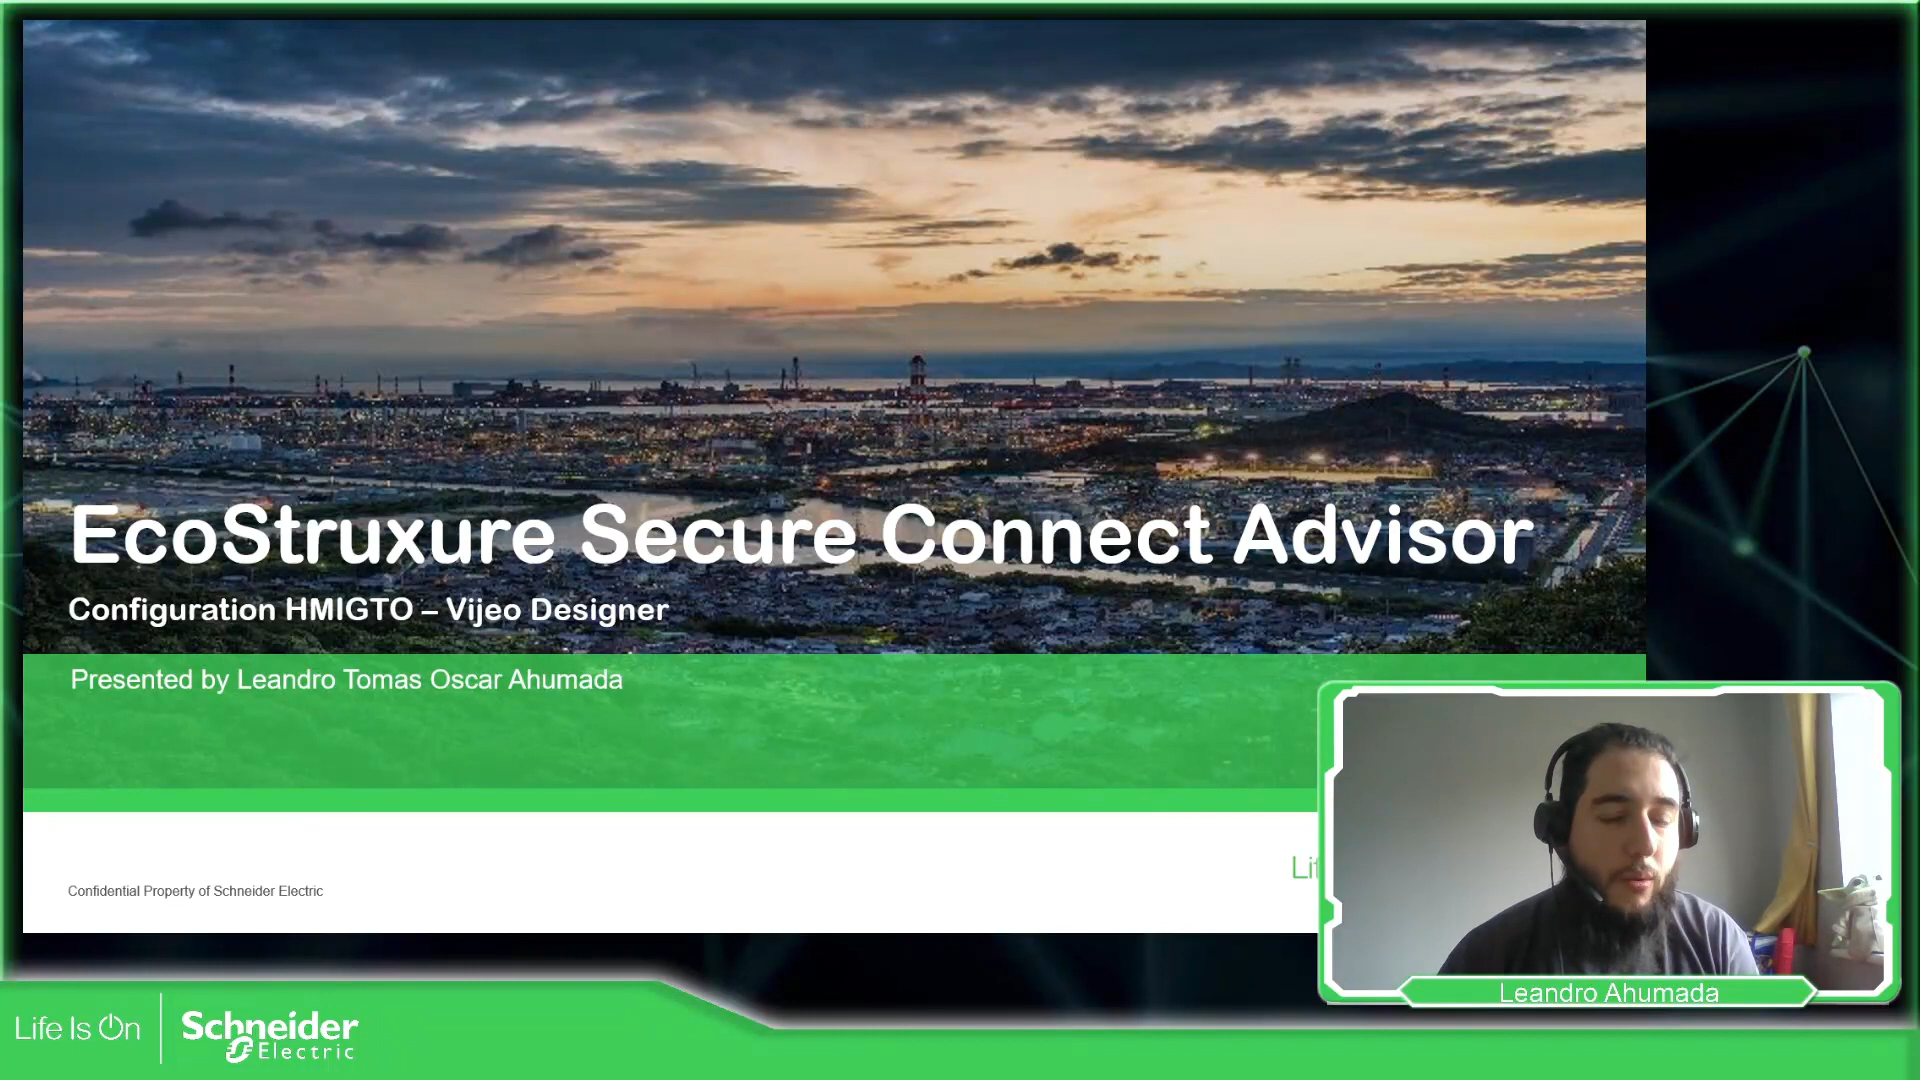 EcoStruxure Secure Connect Advisor
Configuration HMIGTO – Vijeo Designer
Presented by Leandro Tomas Oscar Ahumada
Confidential Property of Schneider Electric
Leandro Ahumada
Life Is On
Schneider
Electric